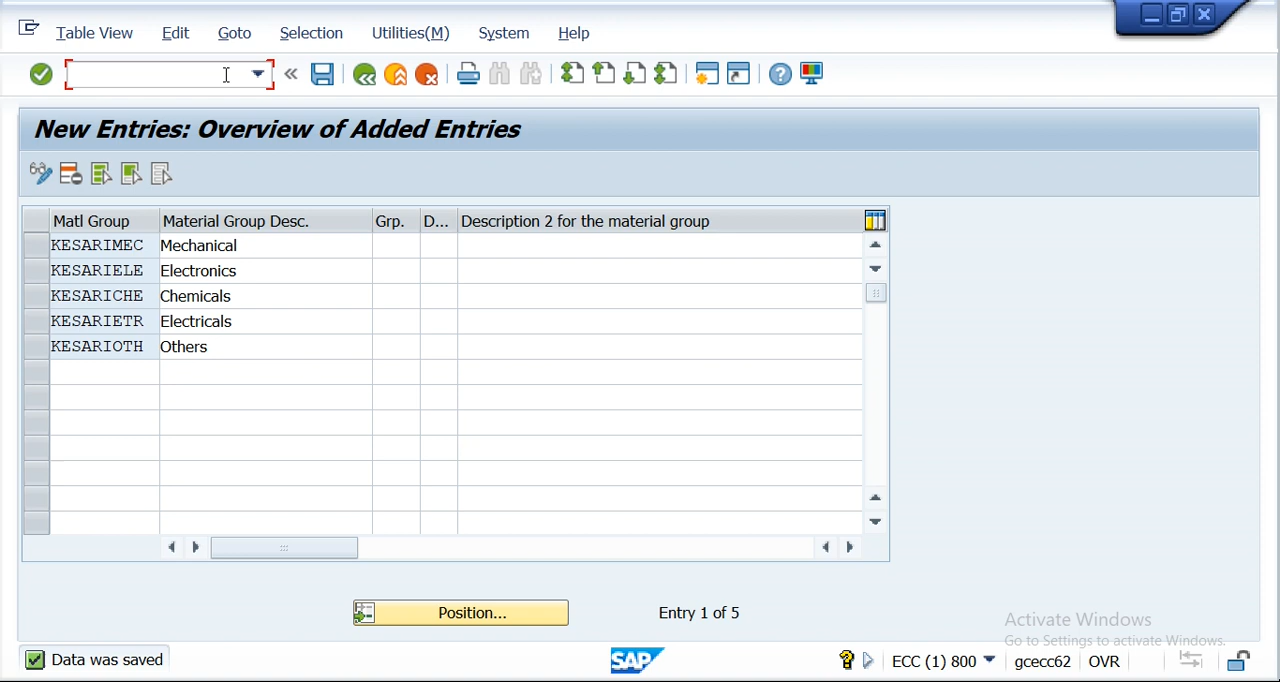 Table View Edit Goto Selection Utilities(M) System Help
New Entries: Overview of Added Entries
Matl Group Material Group Desc. Grp. D... Description 2 for the material group
KESARIMEC Mechanical
KESARIELE Electronics
KESARICHE Chemicals
KESARIETR Electricals
KESARIOTH Others
Position... Entry 1 of 5
Activate Windows
Go to Settings to activate Windows.
Data was saved SAP ECC (1) 800 gcecc62 OVR